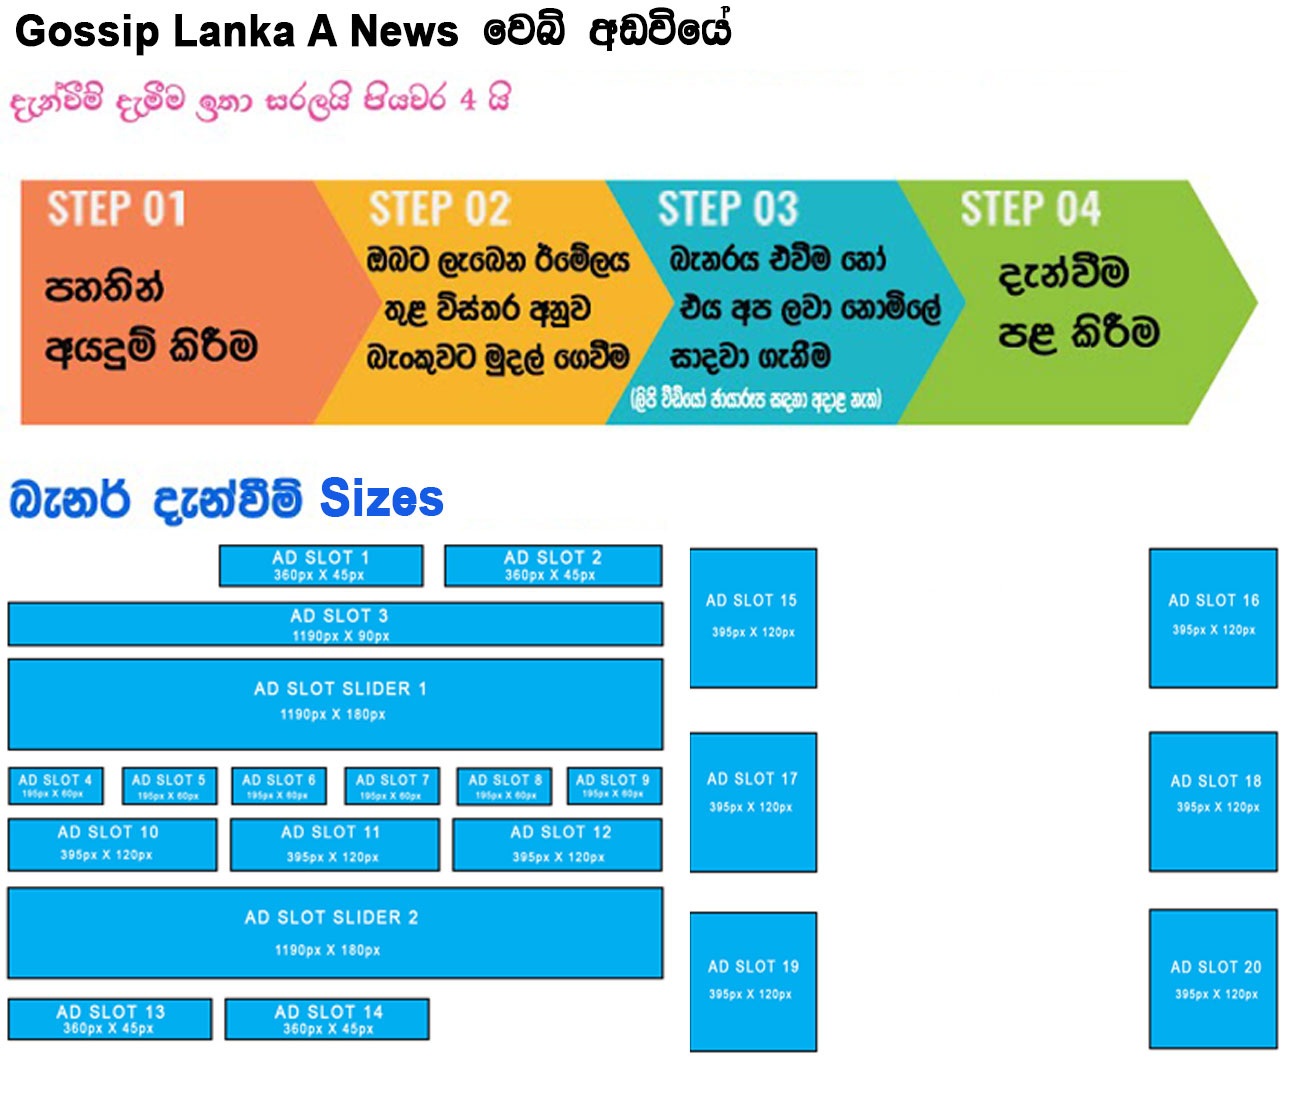 Gossip Lanka A News වෙබ් අඩවියේ
දැන්වීම් දැමීම ඉතා සරලයි පියවර 4 යි
STEP 01
පහතින්
අයදුම් කිරීම
STEP 02
ඔබට ලැබෙන ඊමේලය
තුළ විස්තර අනුව
බැංකුවට මුදල් ගෙවීම
STEP 03
බැනරය එවීම හෝ
එය අප ලවා නොමිලේ
සාදවා ගැනීම
(ලිපි වීඩියෝ ඡායාරූප සඳහා අදාළ නැත)
STEP 04
දැන්වීම
පළ කිරීම
බැනර් දැන්වීම් Sizes
AD SLOT 1
360px X 45px
AD SLOT 2
360px X 45px
AD SLOT 3
1190px X 90px
AD SLOT SLIDER 1
1190px X 180px
AD SLOT 4
195px X 60px
AD SLOT 5
195px X 60px
AD SLOT 6
195px X 60px
AD SLOT 7
195px X 60px
AD SLOT 8
195px X 60px
AD SLOT 9
195px X 60px
AD SLOT 10
395px X 120px
AD SLOT 11
395px X 120px
AD SLOT 12
395px X 120px
AD SLOT SLIDER 2
1190px X 180px
AD SLOT 13
360px X 45px
AD SLOT 14
360px X 45px
AD SLOT 15
395px X 120px
AD SLOT 16
395px X 120px
AD SLOT 17
395px X 120px
AD SLOT 18
395px X 120px
AD SLOT 19
395px X 120px
AD SLOT 20
395px X 120px